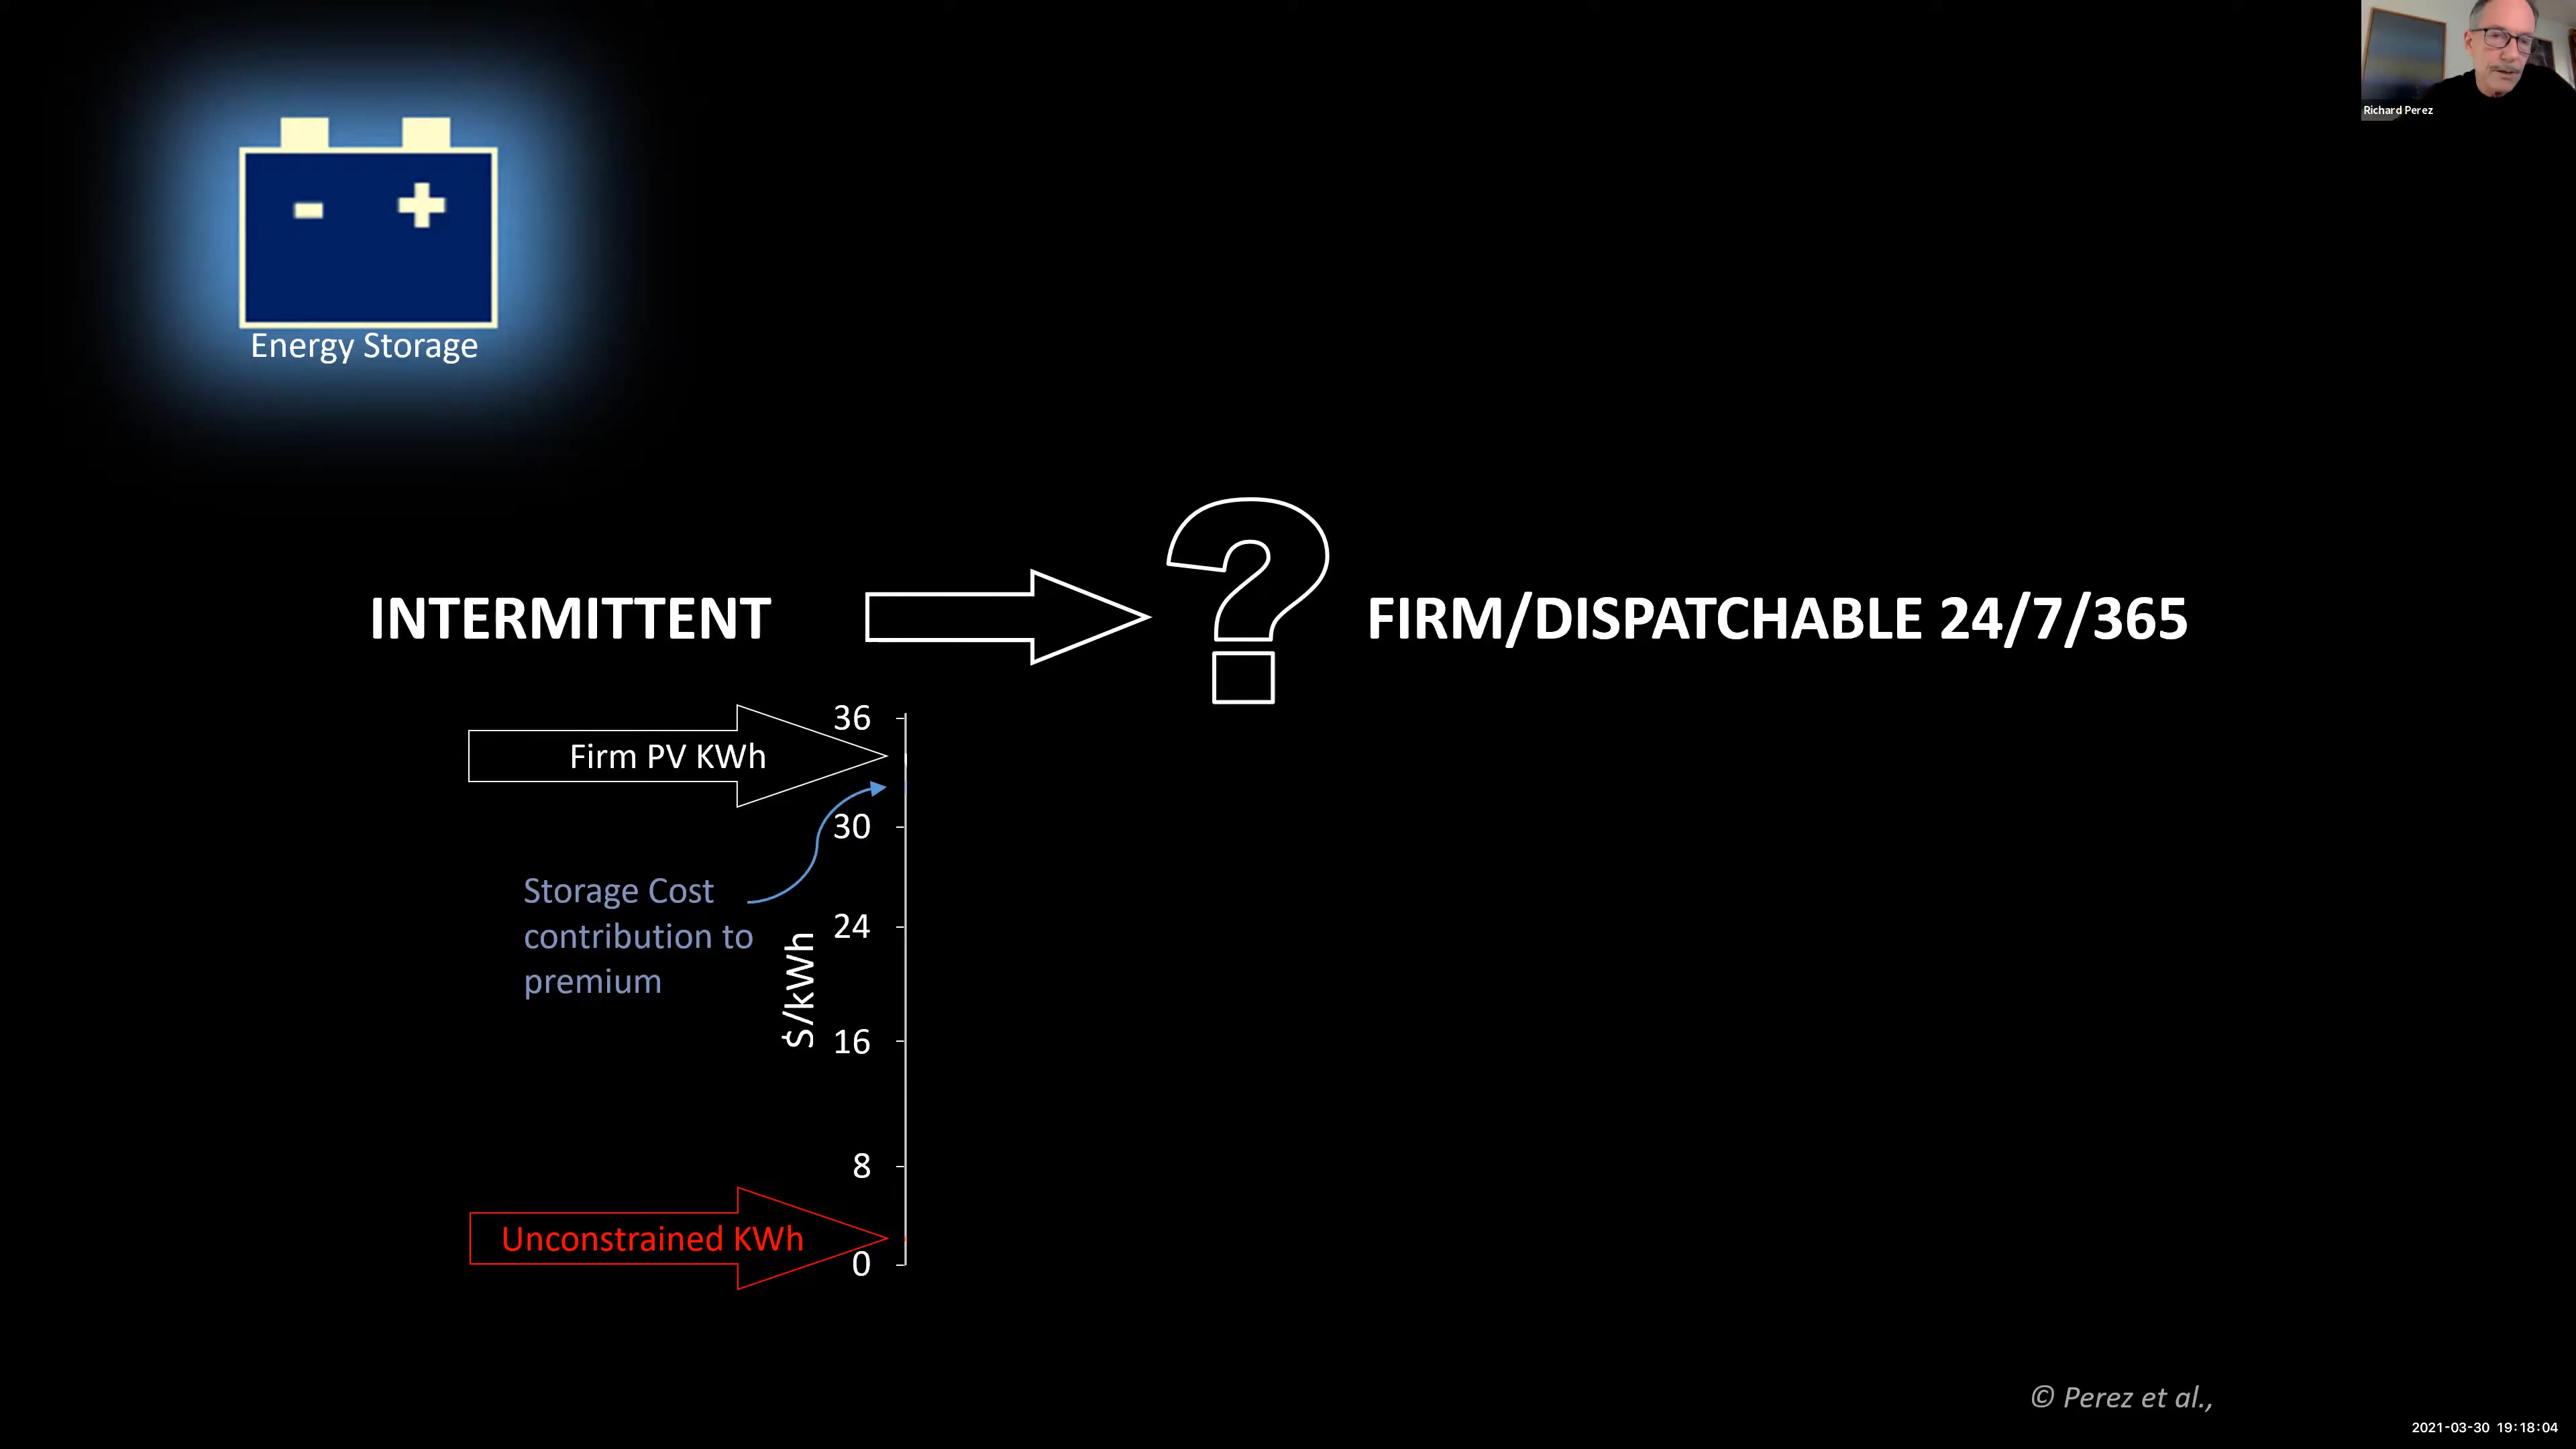 Richard Perez
- +
Energy Storage
INTERMITTENT
?
FIRM/DISPATCHABLE 24/7/365
36
Firm PV KWh
30
Storage Cost
contribution to
premium
24
$/kWh
16
8
Unconstrained KWh
0
© Perez et al.,
2021-03-30 19:18:04